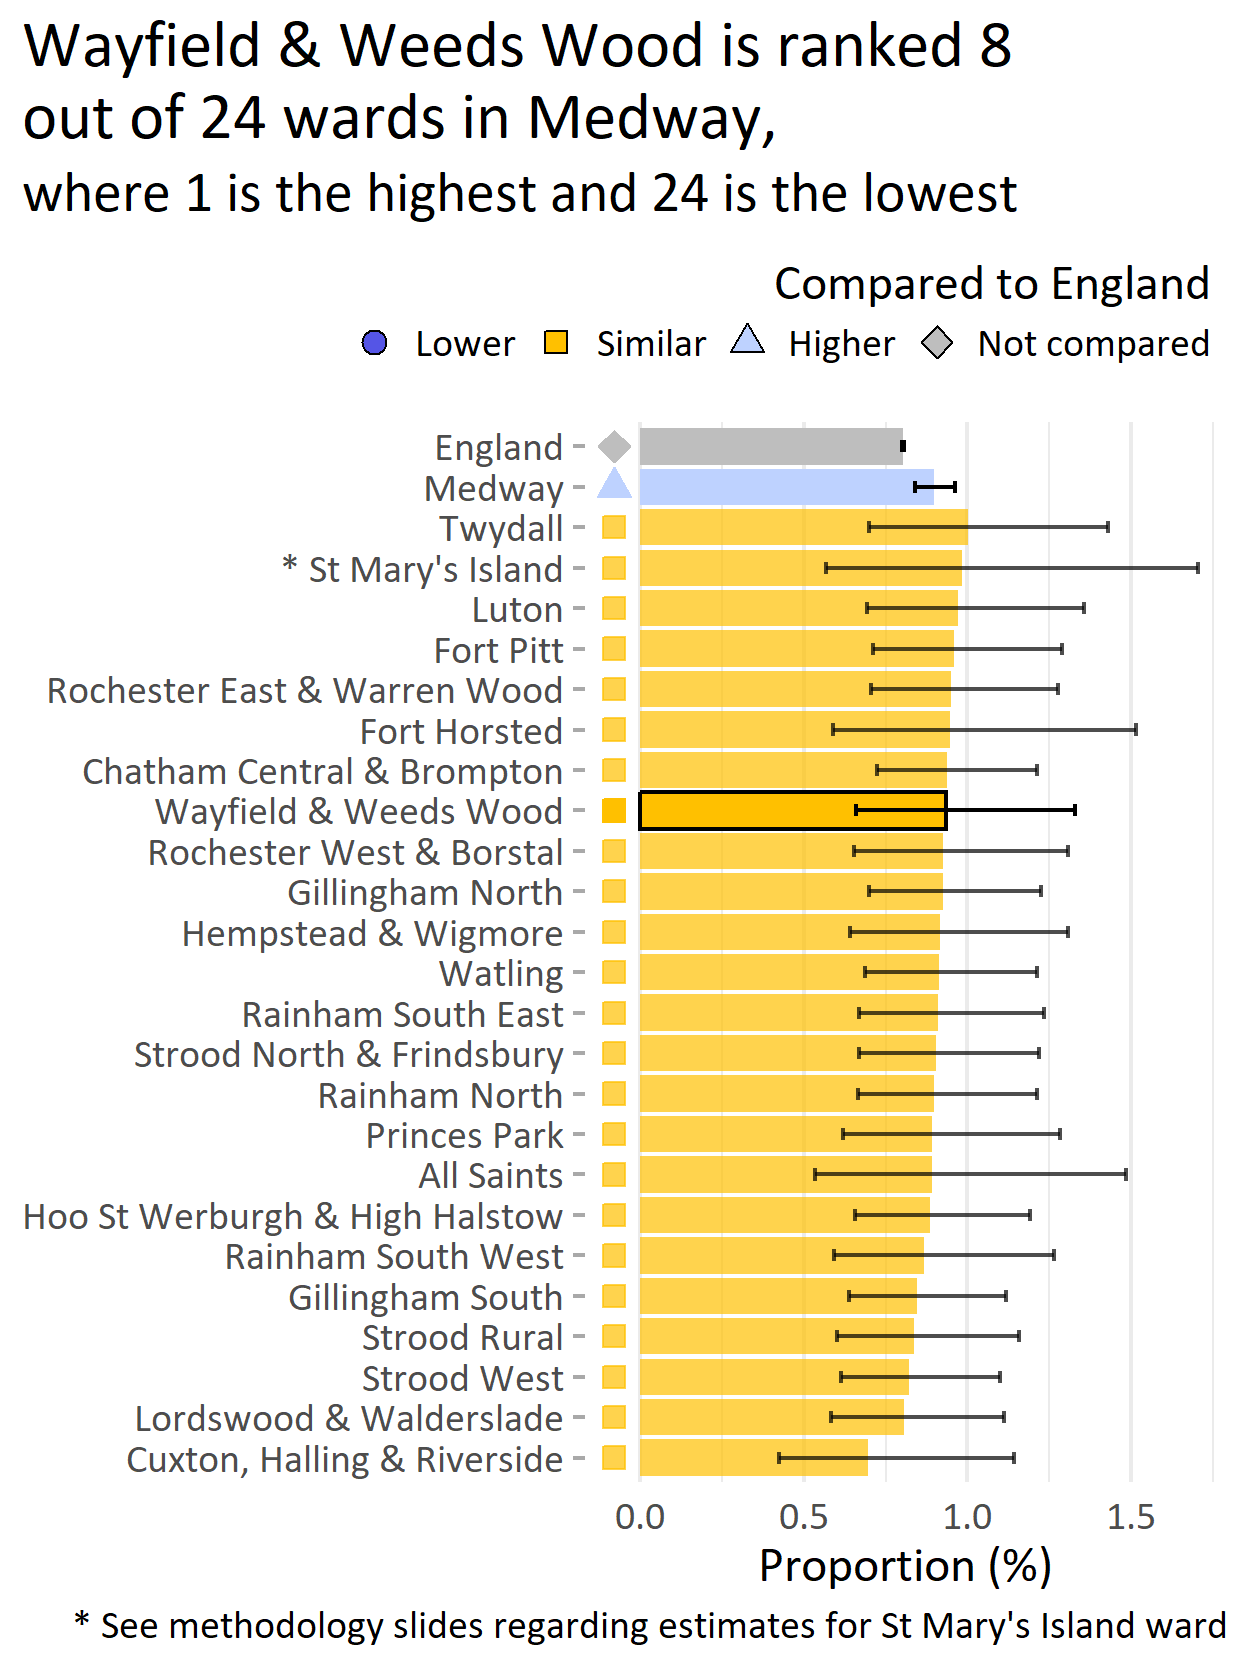 Wayfield & Weeds Wood is ranked 8
out of 24 wards in Medway,
where 1 is the highest and 24 is the lowest
Compared to England
Lower Similar Higher Not compared
England
Medway
Twydall
* St Mary's Island
Luton
Fort Pitt
Rochester East & Warren Wood
Fort Horsted
Chatham Central & Brompton
Wayfield & Weeds Wood
Rochester West & Borstal
Gillingham North
Hempstead & Wigmore
Watling
Rainham South East
Strood North & Frindsbury
Rainham North
Princes Park
All Saints
Hoo St Werburgh & High Halstow
Rainham South West
Gillingham South
Strood Rural
Strood West
Lordswood & Walderslade
Cuxton, Halling & Riverside
0.0 0.5 1.0 1.5
Proportion (%)
* See methodology slides regarding estimates for St Mary's Island ward